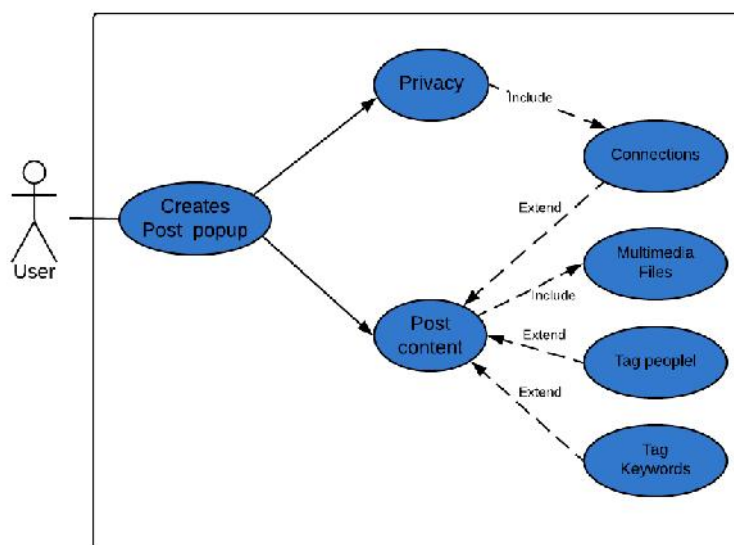 Privacy
Include
Connections
Creates
Post popup
User
Extend
Multimedia
Files
Include
Post
content
Extend
Tag peoplel
Extend
Tag
Keywords